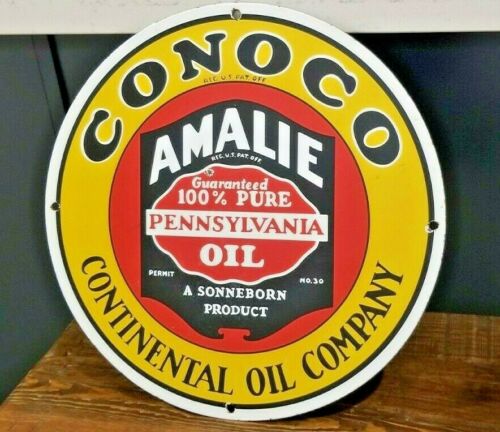 CONOCO
REG. U.S. PAT. OFF.
AMALIE
REG. U.S. PAT. OFF.
Guaranteed
100% PURE
PENNSYLVANIA
OIL
PERMIT NO. 30
A SONNEBORN
PRODUCT
CONTINENTAL OIL COMPANY